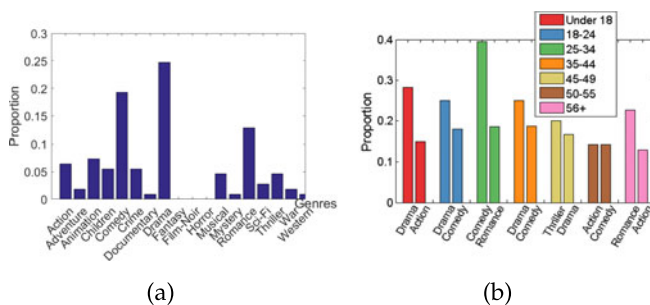 0.3
0.25
0.2
0.15
0.1
0.05
0
Proportion
Action
Adventure
Animation
Children
Comedy
Crime
Documentary
Drama
Fantasy
Film-Noir
Horror
Musical
Mystery
Romance
Sci-Fi
Thriller
War
Western
Genres
(a)
Under 18
18-24
25-34
35-44
45-49
50-55
56+
0.4
0.3
0.2
0.1
0.0
Proportion
Drama
Action
Drama
Comedy
Comedy
Romance
Drama
Comedy
Thriller
Drama
Action
Comedy
Romance
Action
(b)